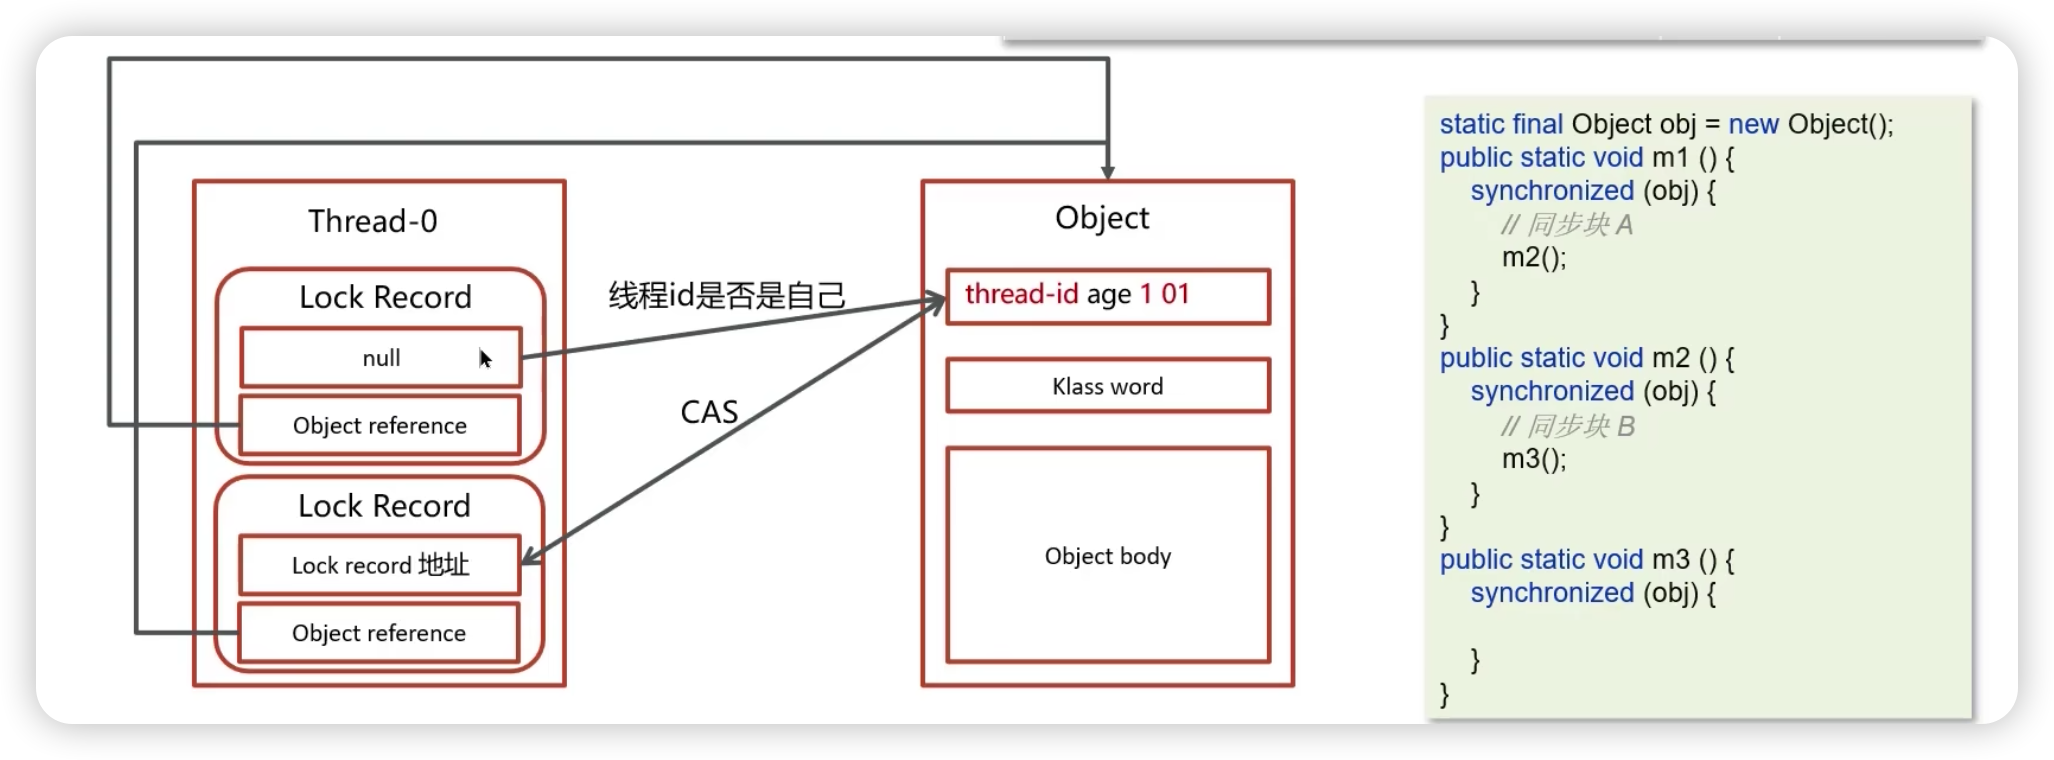 Thread-0
Lock Record
null
Object reference
Lock Record
Lock record 地址
Object reference
线程id是否是自己
CAS
Object
thread-id age 1 01
Klass word
Object body
static final Object obj = new Object();
public static void m1 () {
synchronized (obj) {
// 同步块 A
m2();
}
}
public static void m2 () {
synchronized (obj) {
// 同步块 B
m3();
}
}
public static void m3 () {
synchronized (obj) {
}
}